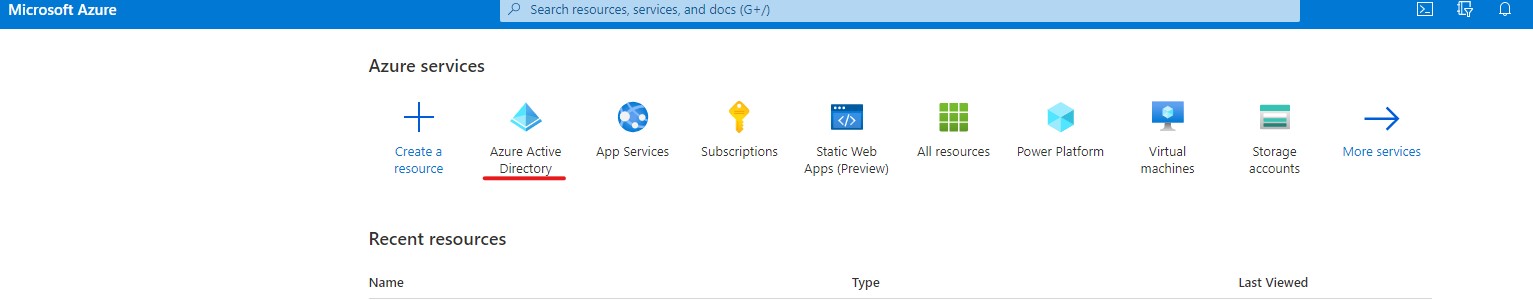 Microsoft Azure
Search resources, services, and docs (G+/)
Azure services
Create a
resource
Azure Active
Directory
App Services
Subscriptions
Static Web
Apps (Preview)
All resources
Power Platform
Virtual
machines
Storage
accounts
More services
Recent resources
Name Type Last Viewed